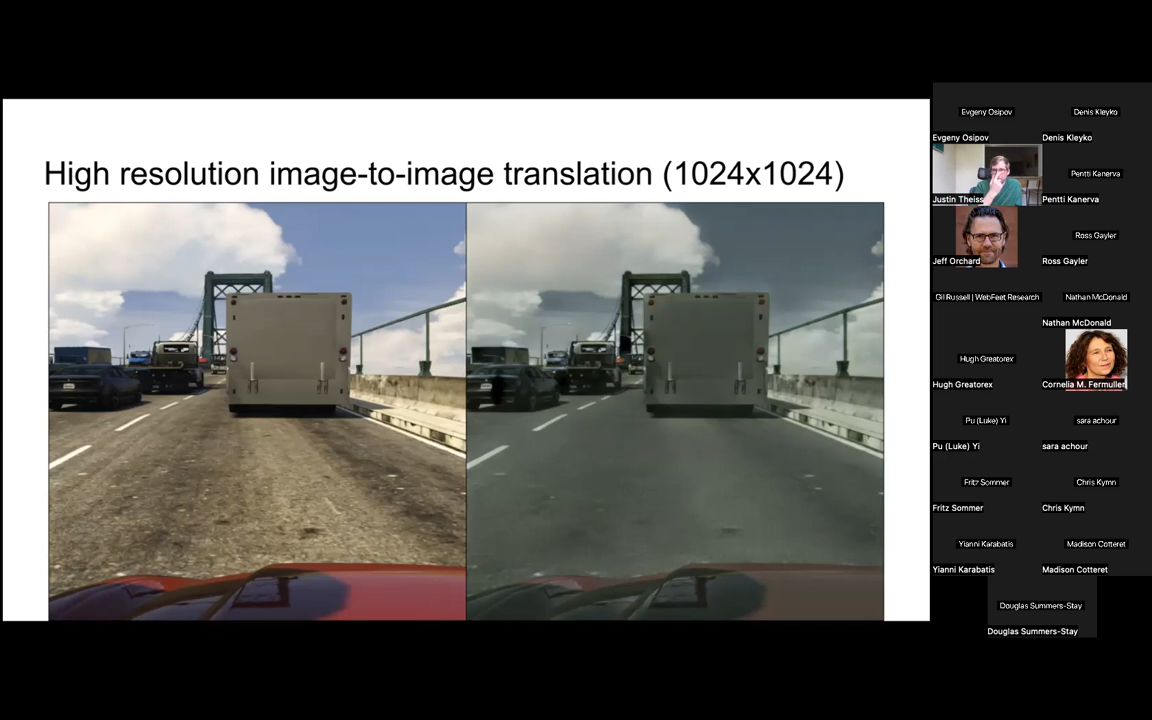 High resolution image-to-image translation (1024x1024)
Evgeny Osipov
Denis Kleyko
Evgeny Osipov
Denis Kleyko
Pentti Kanerva
Justin Theiss
Pentti Kanerva
Ross Gayler
Jeff Orchard
Ross Gayler
Gil Russell | WebFeet Research
Nathan McDonald
Nathan McDonald
Hugh Greatorex
Hugh Greatorex
Cornelia M. Fermuller
Pu (Luke) Yi
sara achour
Pu (Luke) Yi
sara achour
Fritz Sommer
Chris Kymn
Fritz Sommer
Chris Kymn
Yianni Karabatis
Madison Cotteret
Yianni Karabatis
Madison Cotteret
Douglas Summers-Stay
Douglas Summers-Stay